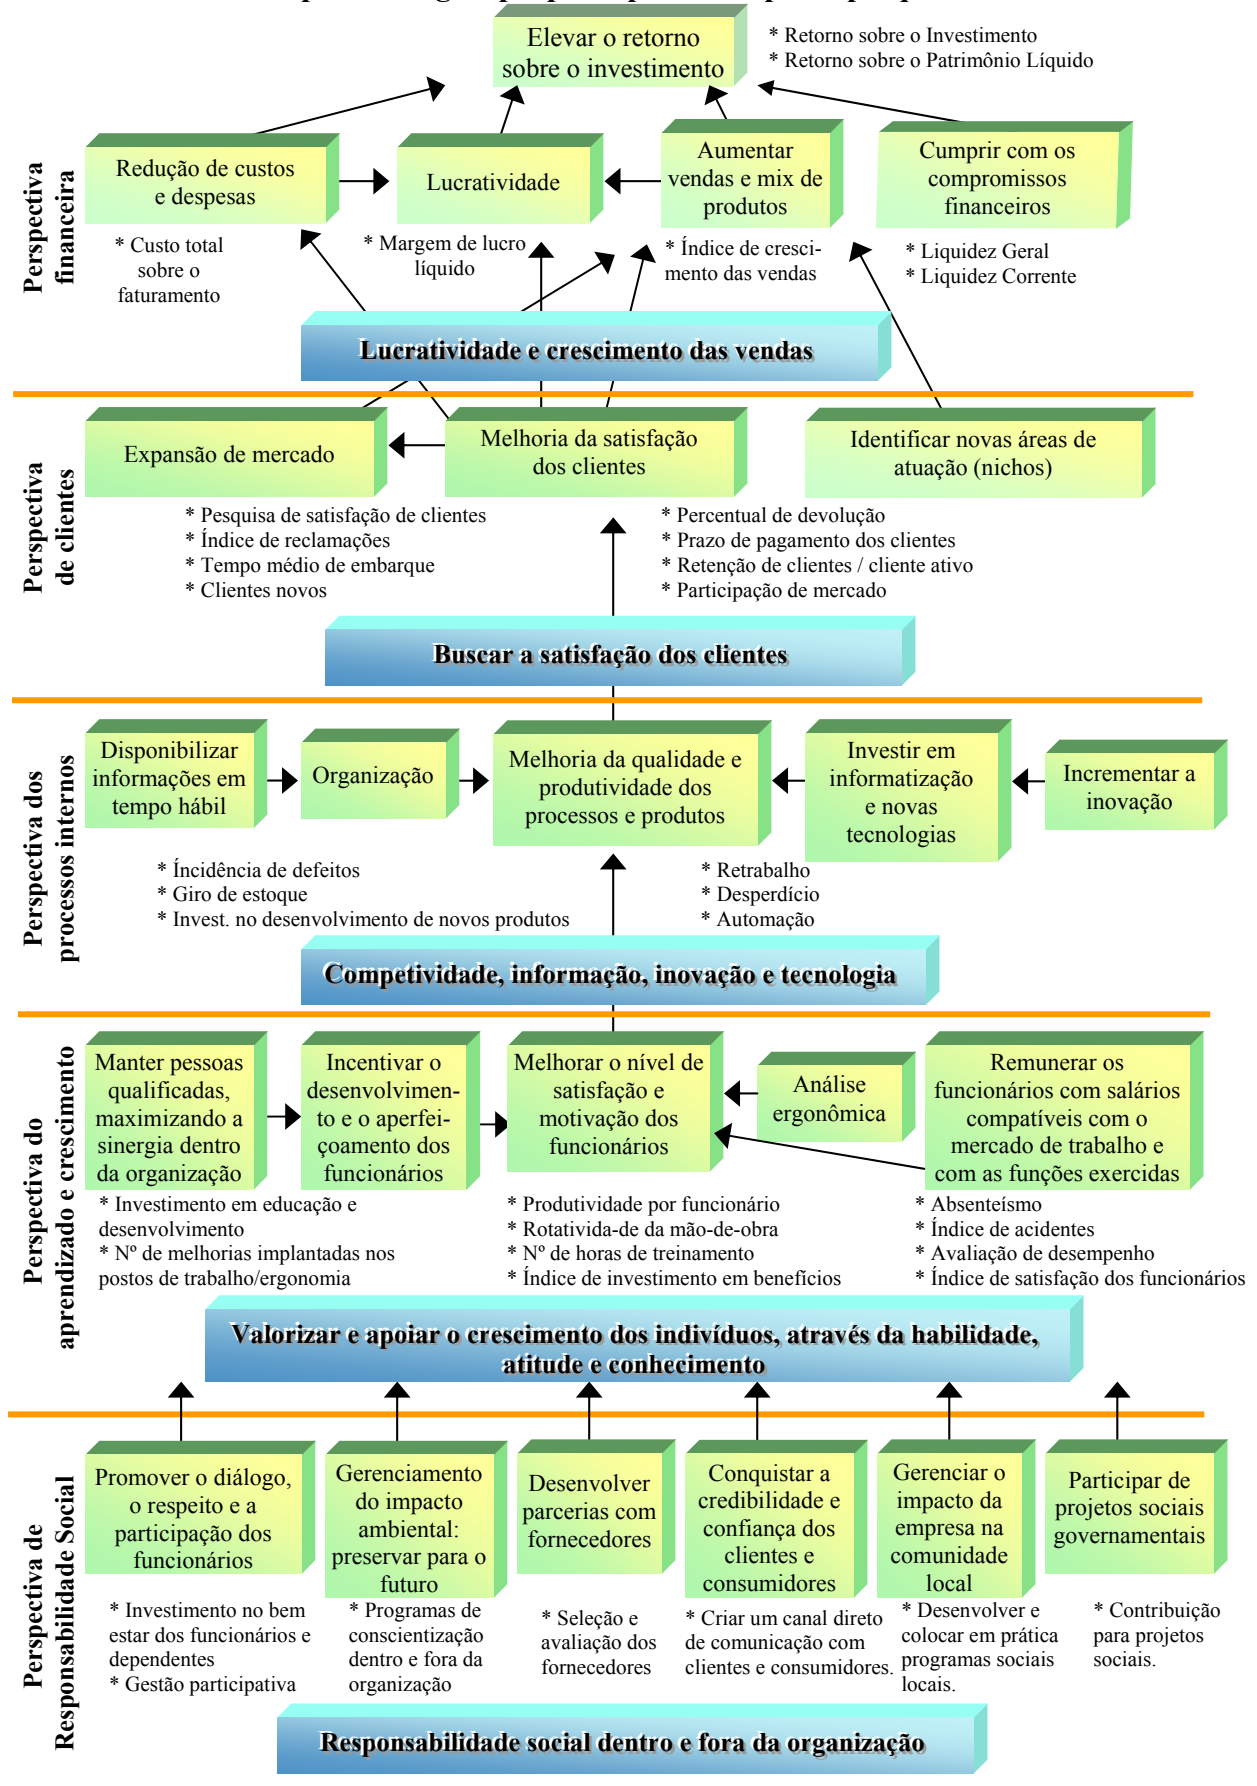 Elevar o retorno
sobre o investimento
* Retorno sobre o Investimento
* Retorno sobre o Patrimônio Líquido
Perspectiva
financeira
Redução de custos
e despesas
Lucratividade
Aumentar
vendas e mix de
produtos
Cumprir com os
compromissos
financeiros
* Custo total
sobre o
faturamento
* Margem de lucro
líquido
* Índice de cresci-
mento das vendas
* Liquidez Geral
* Liquidez Corrente
Lucratividade e crescimento das vendas
Perspectiva
de clientes
Expansão de mercado
Melhoria da satisfação
dos clientes
Identificar novas áreas de
atuação (nichos)
* Pesquisa de satisfação de clientes
* Índice de reclamações
* Tempo médio de embarque
* Clientes novos
* Percentual de devolução
* Prazo de pagamento dos clientes
* Retenção de clientes / cliente ativo
* Participação de mercado
Buscar a satisfação dos clientes
Perspectiva dos
processos internos
Disponibilizar
informações em
tempo hábil
Organização
Melhoria da qualidade e
produtividade dos
processos e produtos
Investir em
informatização
e novas
tecnologias
Incrementar a
inovação
* Íncidência de defeitos
* Giro de estoque
* Invest. no desenvolvimento de novos produtos
* Retrabalho
* Desperdício
* Automação
Competividade, informação, inovação e tecnologia
Perspectiva do
aprendizado e crescimento
Manter pessoas
qualificadas,
maximizando a
sinergia dentro
da organização
Incentivar o
desenvolvimen-
to e o aperfei-
çoamento dos
funcionários
Melhorar o nível de
satisfação e
motivação dos
funcionários
Análise
ergonômica
Remunerar os
funcionários com salários
compatíveis com o
mercado de trabalho e
com as funções exercidas
* Investimento em educação e
desenvolvimento
* Nº de melhorias implantadas nos
postos de trabalho/ergonomia
* Produtividade por funcionário
* Rotativida-de da mão-de-obra
* Nº de horas de treinamento
* Índice de investimento em benefícios
* Absenteísmo
* Índice de acidentes
* Avaliação de desempenho
* Índice de satisfação dos funcionários
Valorizar e apoiar o crescimento dos indivíduos, através da habilidade,
atitude e conhecimento
Perspectiva de
Responsabilidade Social
Promover o diálogo,
o respeito e a
participação dos
funcionários
Gerenciamento
do impacto
ambiental:
preservar para o
futuro
Desenvolver
parcerias com
fornecedores
Conquistar a
credibilidade e
confiança dos
clientes e
consumidores
Gerenciar o
impacto da
empresa na
comunidade
local
Participar de
projetos sociais
governamentais
* Investimento no bem
estar dos funcionários e
dependentes
* Gestão participativa
* Programas de
conscientização
dentro e fora da
organização
* Seleção e
avaliação dos
fornecedores
* Criar um canal direto
de comunicação com
clientes e consumidores.
* Desenvolver e
colocar em prática
programas sociais
locais.
* Contribuição
para projetos
sociais.
Responsabilidade social dentro e fora da organização